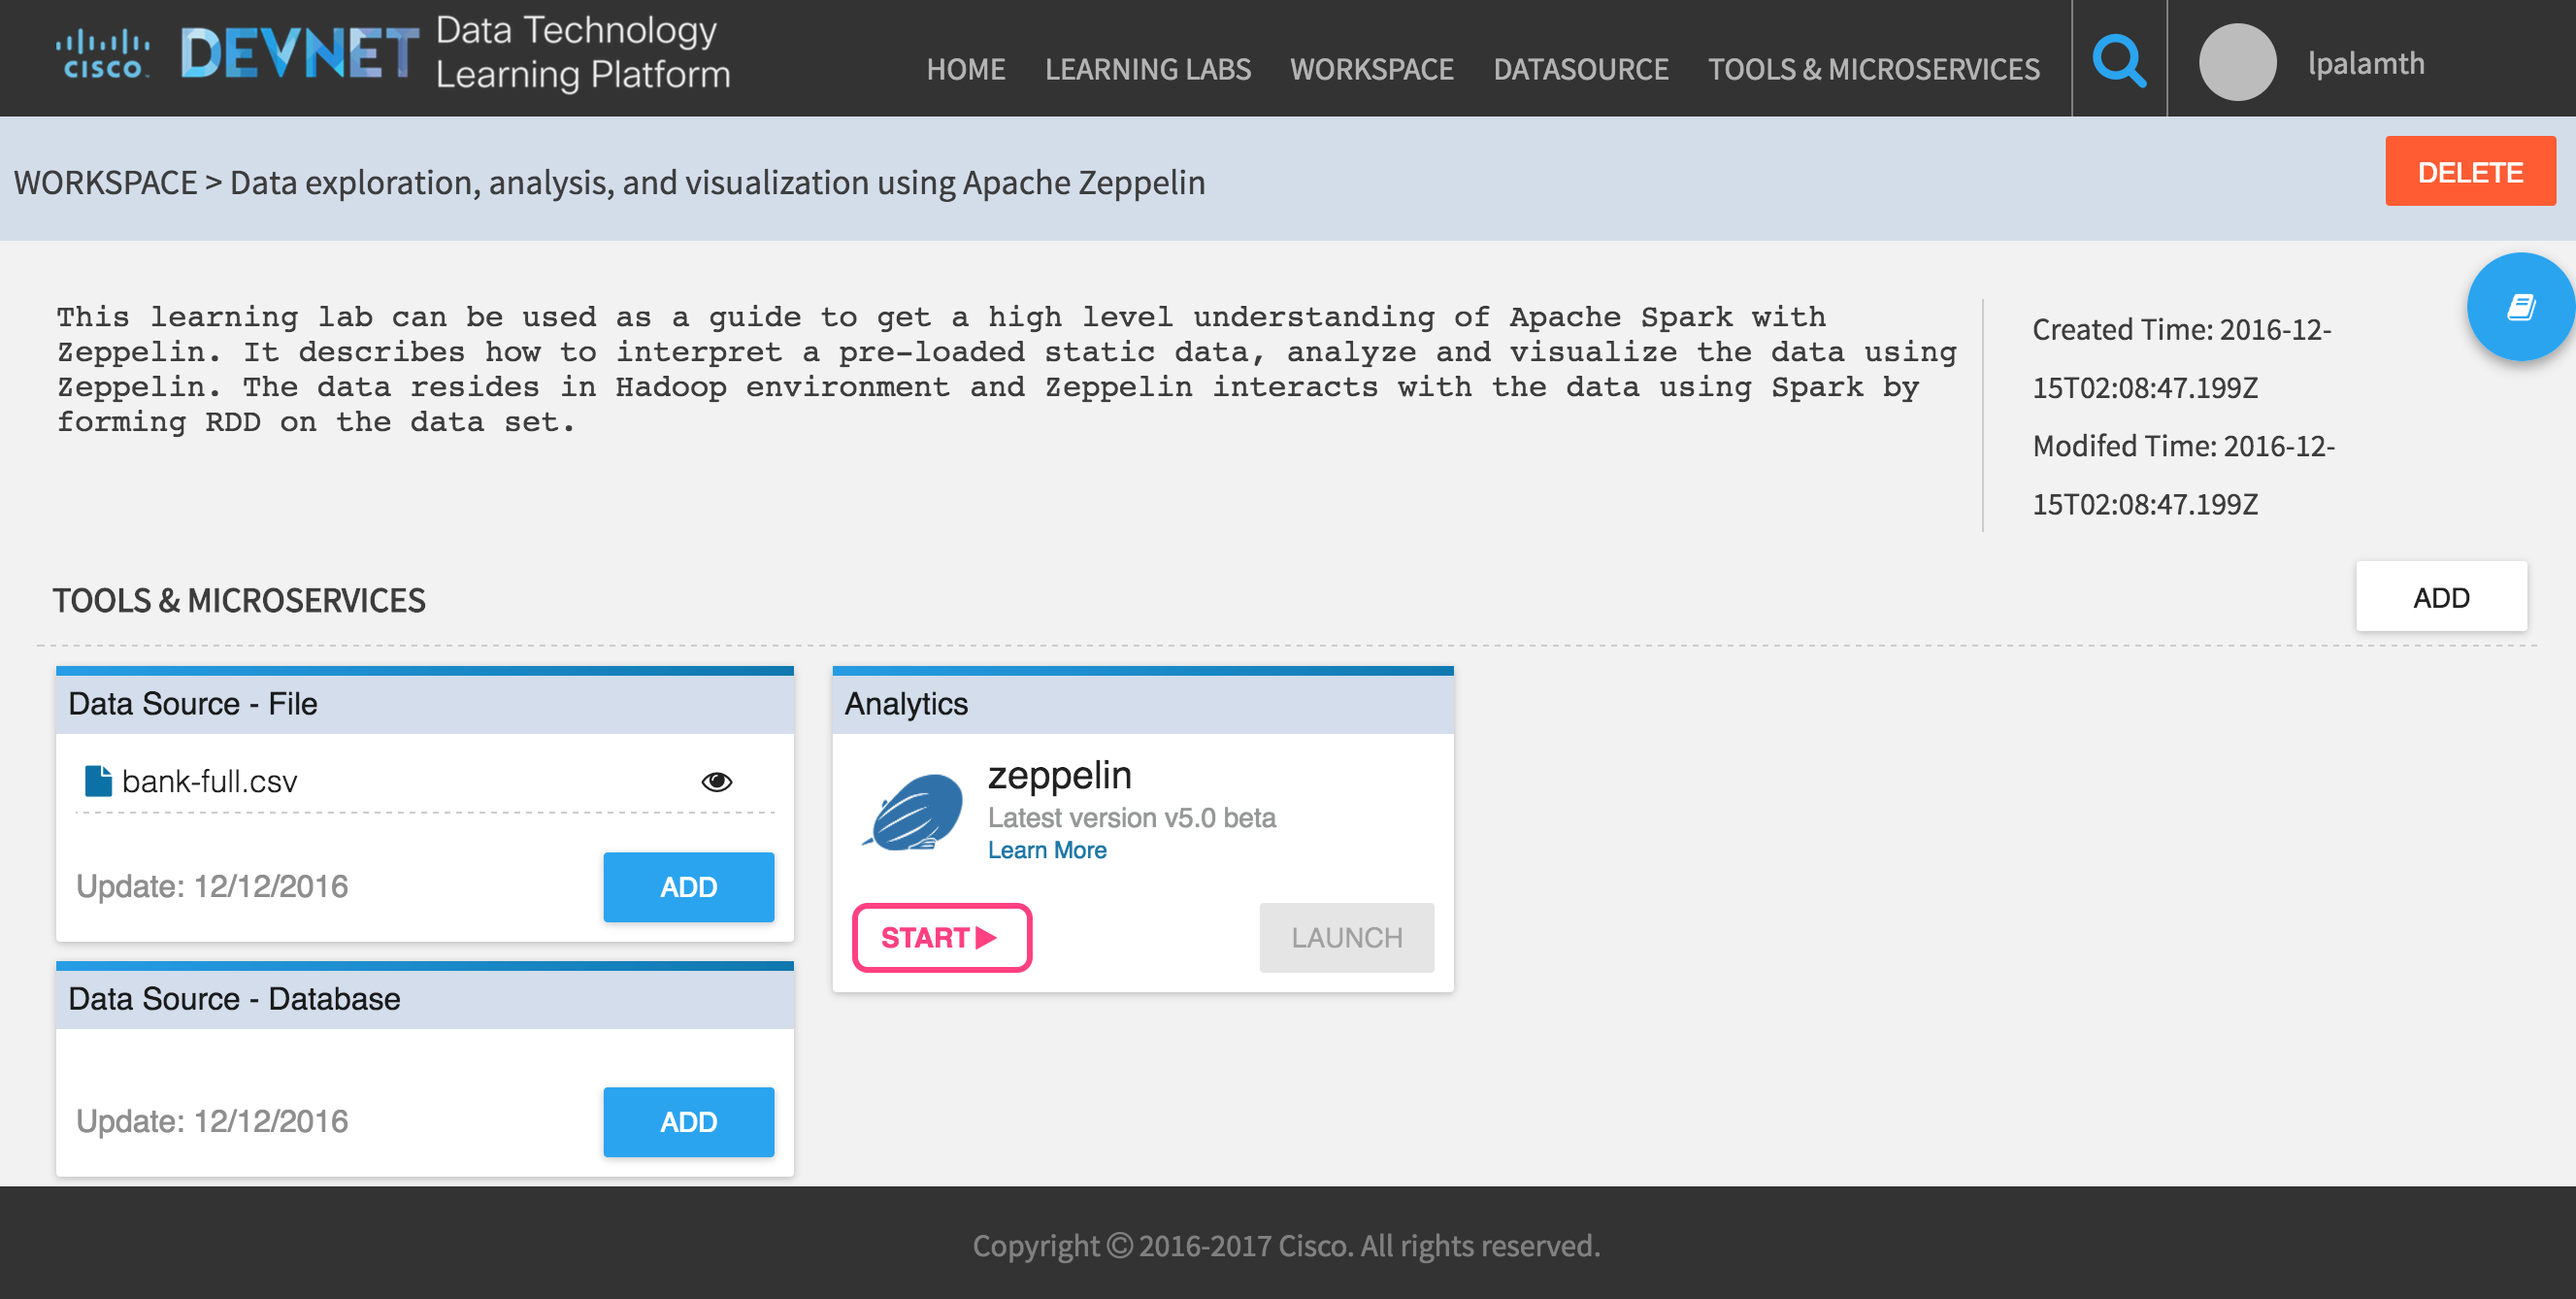 CISCO
DEVNET
Data Technology
Learning Platform
HOME
LEARNING LABS
WORKSPACE
DATASOURCE
TOOLS & MICROSERVICES
lpalamth
WORKSPACE > Data exploration, analysis, and visualization using Apache Zeppelin
DELETE
This learning lab can be used as a guide to get a high level understanding of Apache Spark with
Zeppelin. It describes how to interpret a pre-loaded static data, analyze and visualize the data using
Zeppelin. The data resides in Hadoop environment and Zeppelin interacts with the data using Spark by
forming RDD on the data set.
Created Time: 2016-12-
15T02:08:47.199Z
Modifed Time: 2016-12-
15T02:08:47.199Z
TOOLS & MICROSERVICES
ADD
Data Source - File
bank-full.csv
Update: 12/12/2016
ADD
Data Source - Database
Update: 12/12/2016
ADD
Analytics
zeppelin
Latest version v5.0 beta
Learn More
START
LAUNCH
Copyright © 2016-2017 Cisco. All rights reserved.